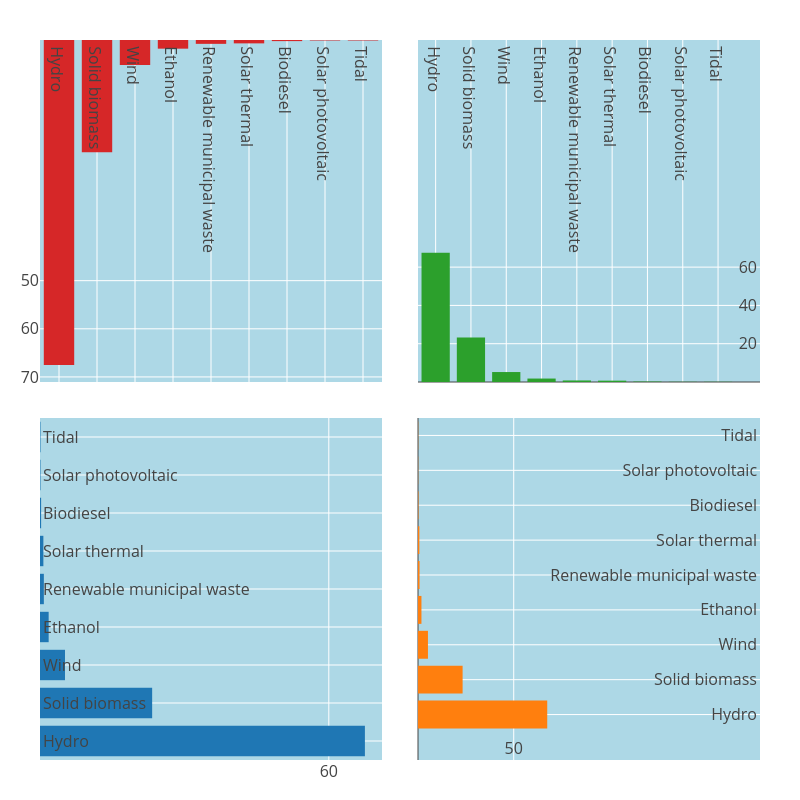 Hydro
Solid biomass
Wind
Ethanol
Renewable municipal waste
Solar thermal
Biodiesel
Solar photovoltaic
Tidal
50
60
70
Hydro
Solid biomass
Wind
Ethanol
Renewable municipal waste
Solar thermal
Biodiesel
Solar photovoltaic
Tidal
60
40
20
Tidal
Solar photovoltaic
Biodiesel
Solar thermal
Renewable municipal waste
Ethanol
Wind
Solid biomass
Hydro
60
Tidal
Solar photovoltaic
Biodiesel
Solar thermal
Renewable municipal waste
Ethanol
Wind
Solid biomass
Hydro
50